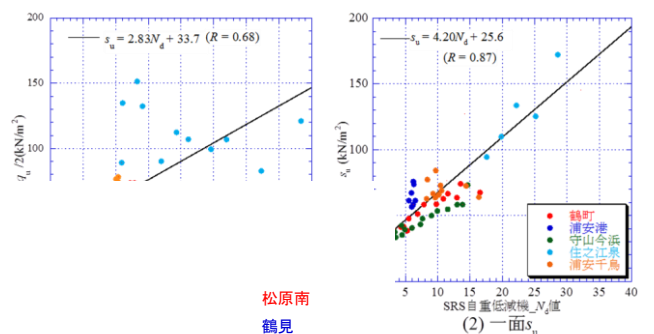 200
s_u = 2.83N_d + 33.7 (R = 0.68)
150
100
q_u/2(kN/m²)
松原南
鶴見
200
s_u = 4.20N_d + 25.6
(R = 0.87)
150
100
s_u (kN/m²)
鶴町
浦安港
守山今浜
住之江泉
浦安千鳥
5 10 15 20 25 30 35 40
SRS自重低減機_N_d値
(2) 一面s_u